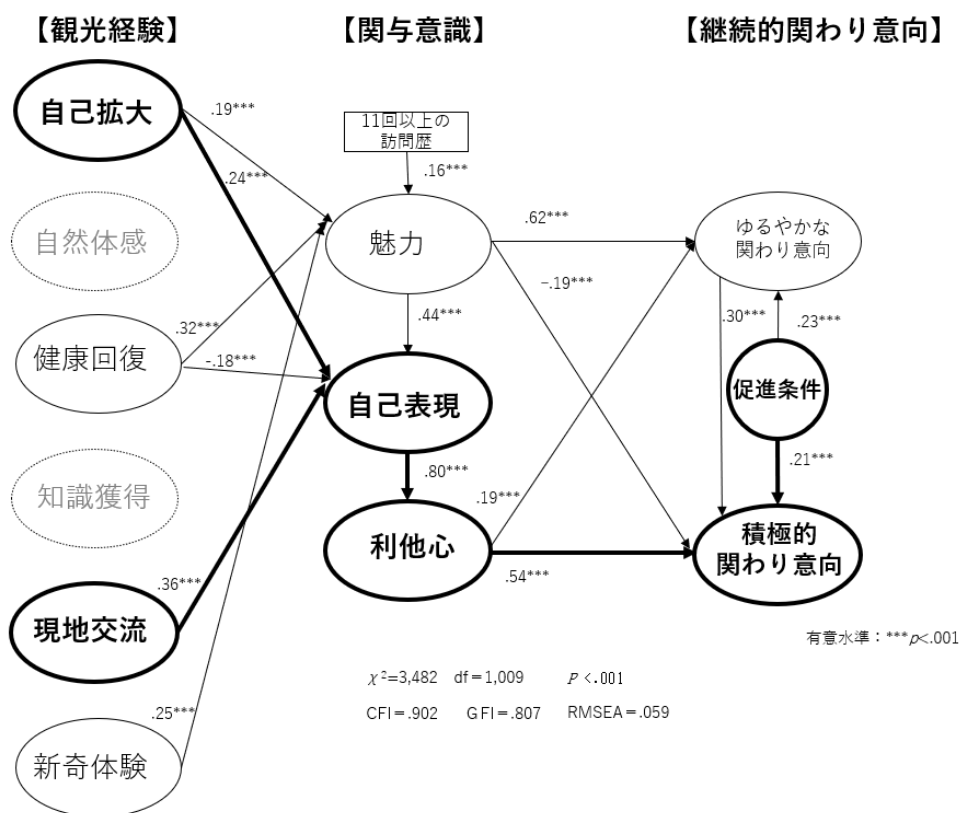 【観光経験】
【関与意識】
【継続的関わり意向】
自己拡大
.19***
11回以上の
訪問歴
.16***
.24***
自然体感
魅力
.62***
ゆるやかな
関わり意向
−.19***
.32***
.44***
.30***
.23***
健康回復
-.18***
自己表現
促進条件
.80***
.21***
知識獲得
.19***
利他心
積極的
関わり意向
.54***
.36***
現地交流
有意水準：***p<.001
χ²=3,482 df=1,009 P <.001
CFI=.902 GFI=.807 RMSEA=.059
.25***
新奇体験